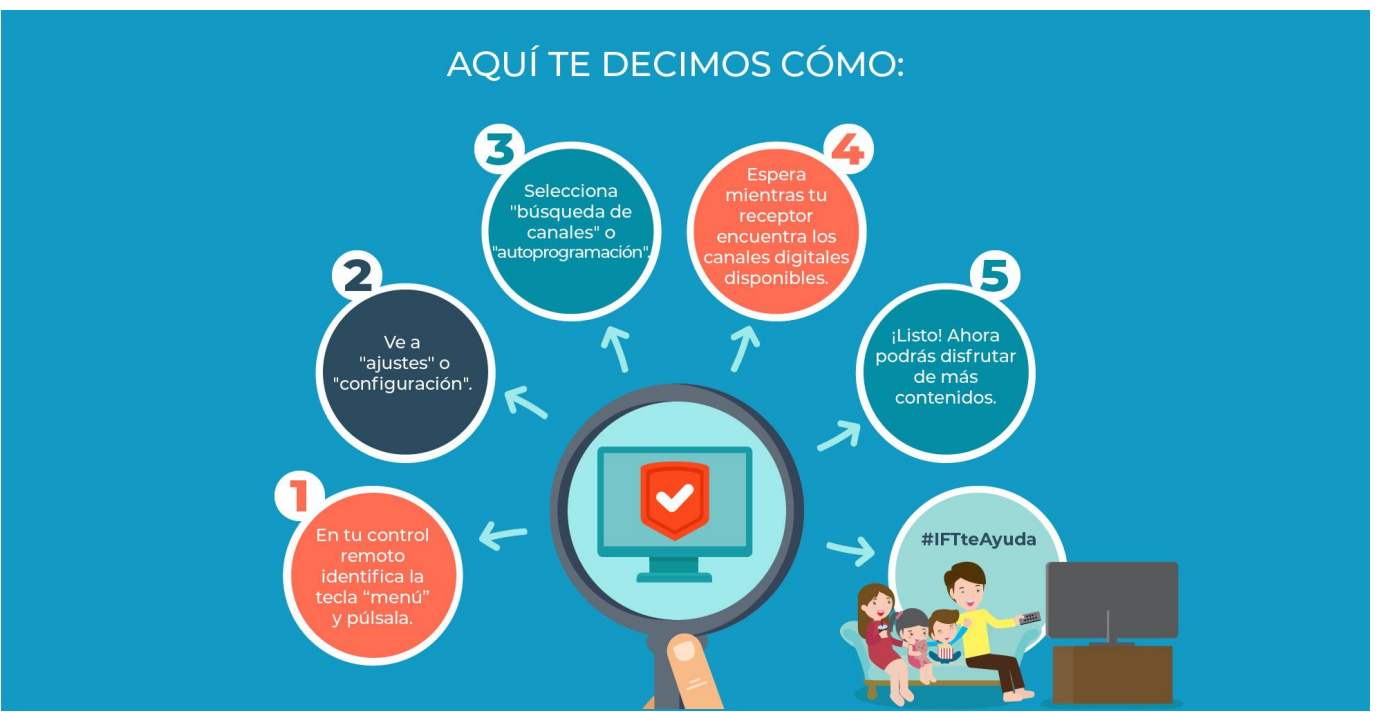 AQUÍ TE DECIMOS CÓMO:
1
En tu control
remoto
identifica la
tecla “menú”
y púlsala.
2
Ve a
"ajustes" o
"configuración".
3
Selecciona
"búsqueda de
canales" o
"autoprogramación".
4
Espera
mientras tu
receptor
encuentra los
canales digitales
disponibles.
5
¡Listo! Ahora
podrás disfrutar
de más
contenidos.
#IFTteAyuda